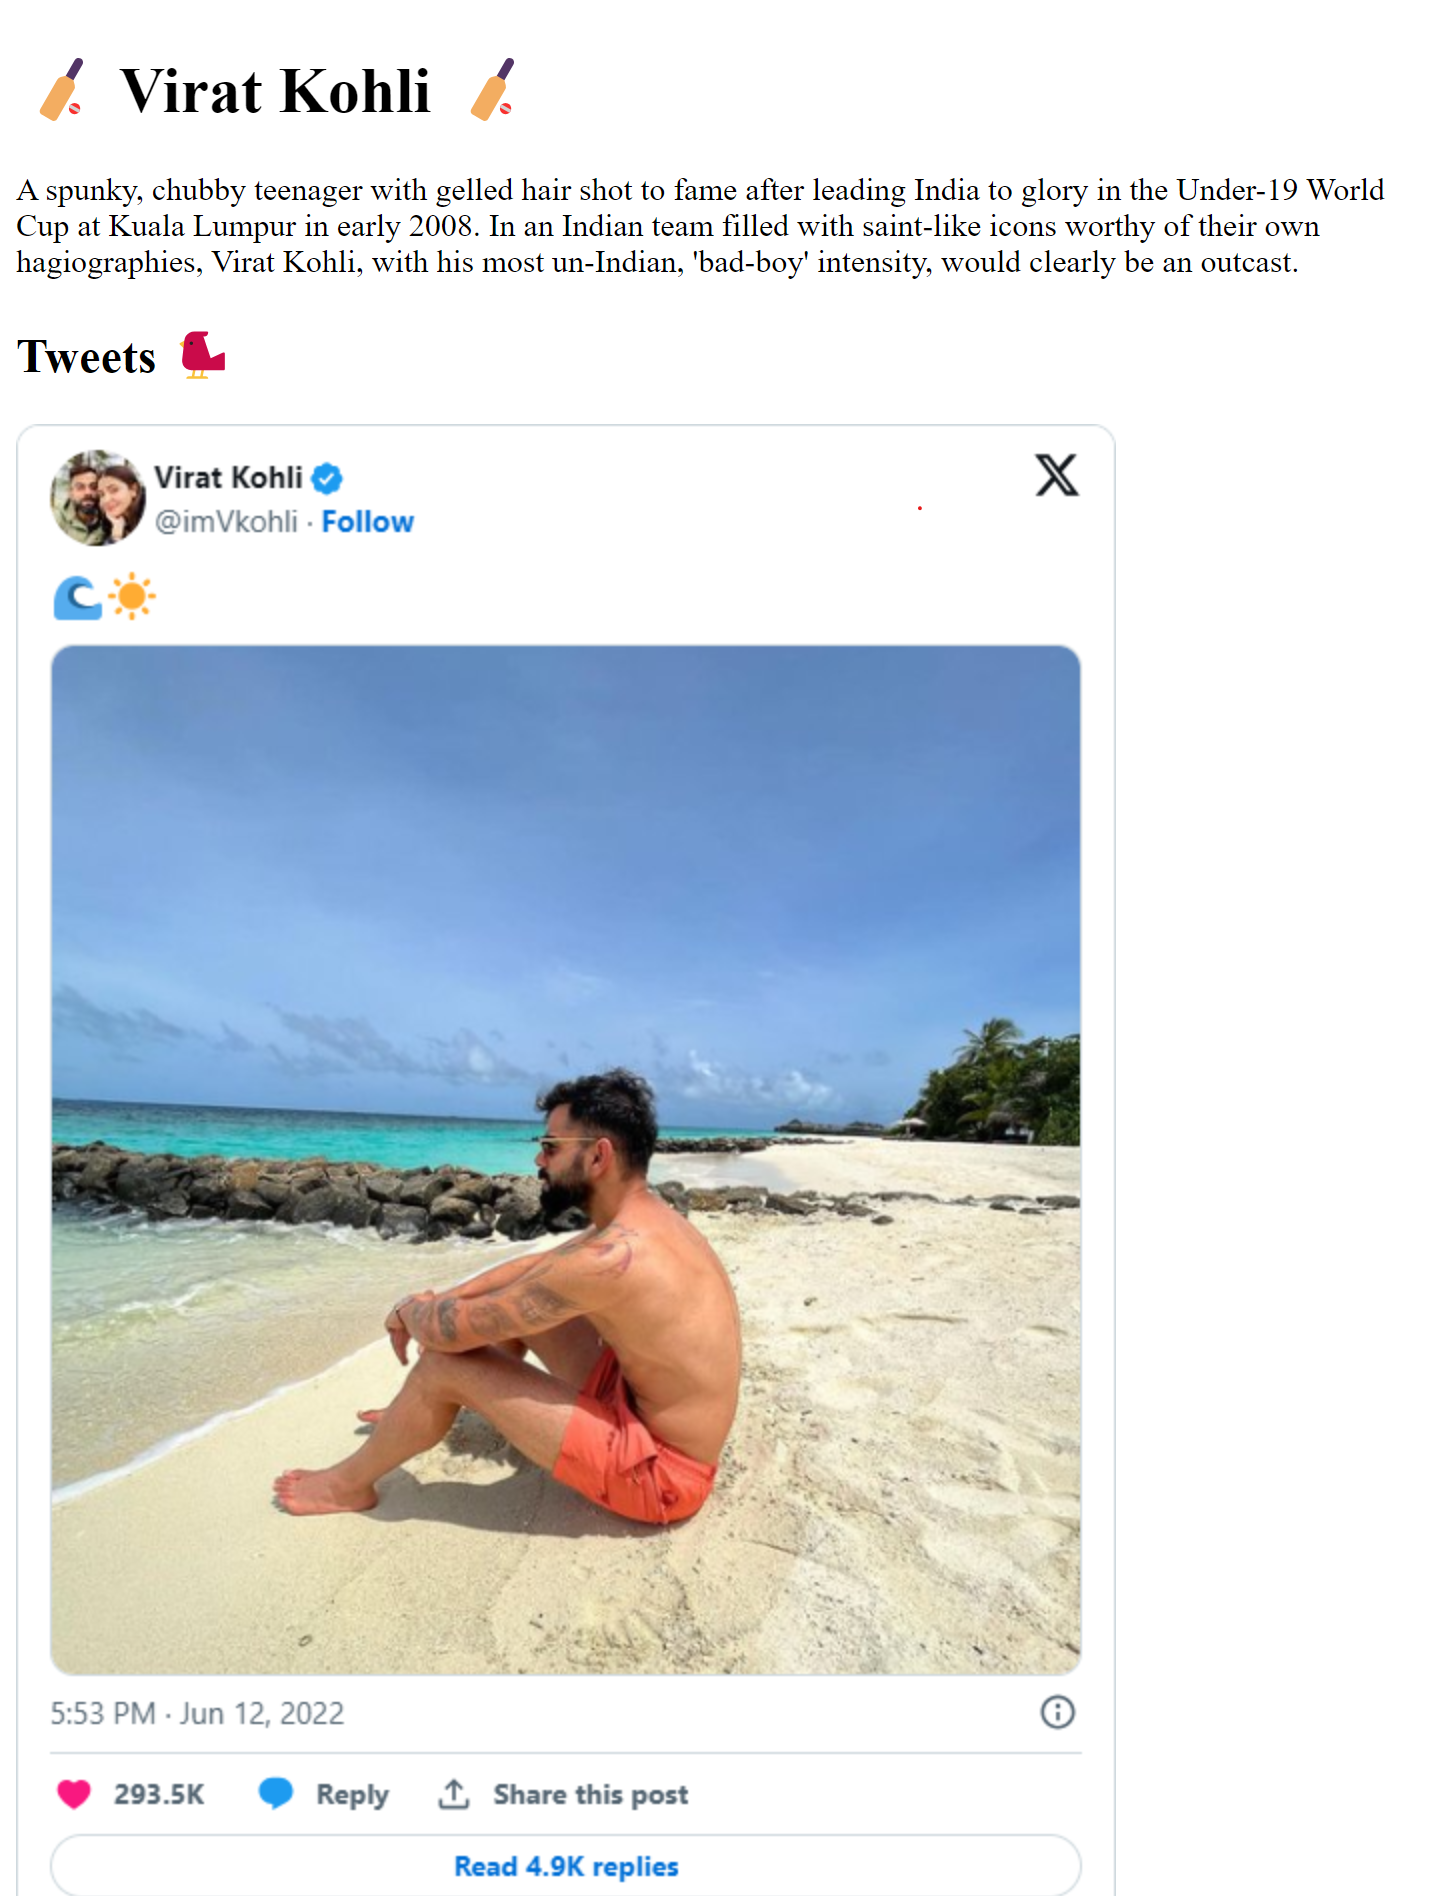 Virat Kohli
A spunky, chubby teenager with gelled hair shot to fame after leading India to glory in the Under-19 World
Cup at Kuala Lumpur in early 2008. In an Indian team filled with saint-like icons worthy of their own
hagiographies, Virat Kohli, with his most un-Indian, 'bad-boy' intensity, would clearly be an outcast.
Tweets
Virat Kohli
@imVkohli · Follow
5:53 PM · Jun 12, 2022
293.5K Reply Share this post
Read 4.9K replies